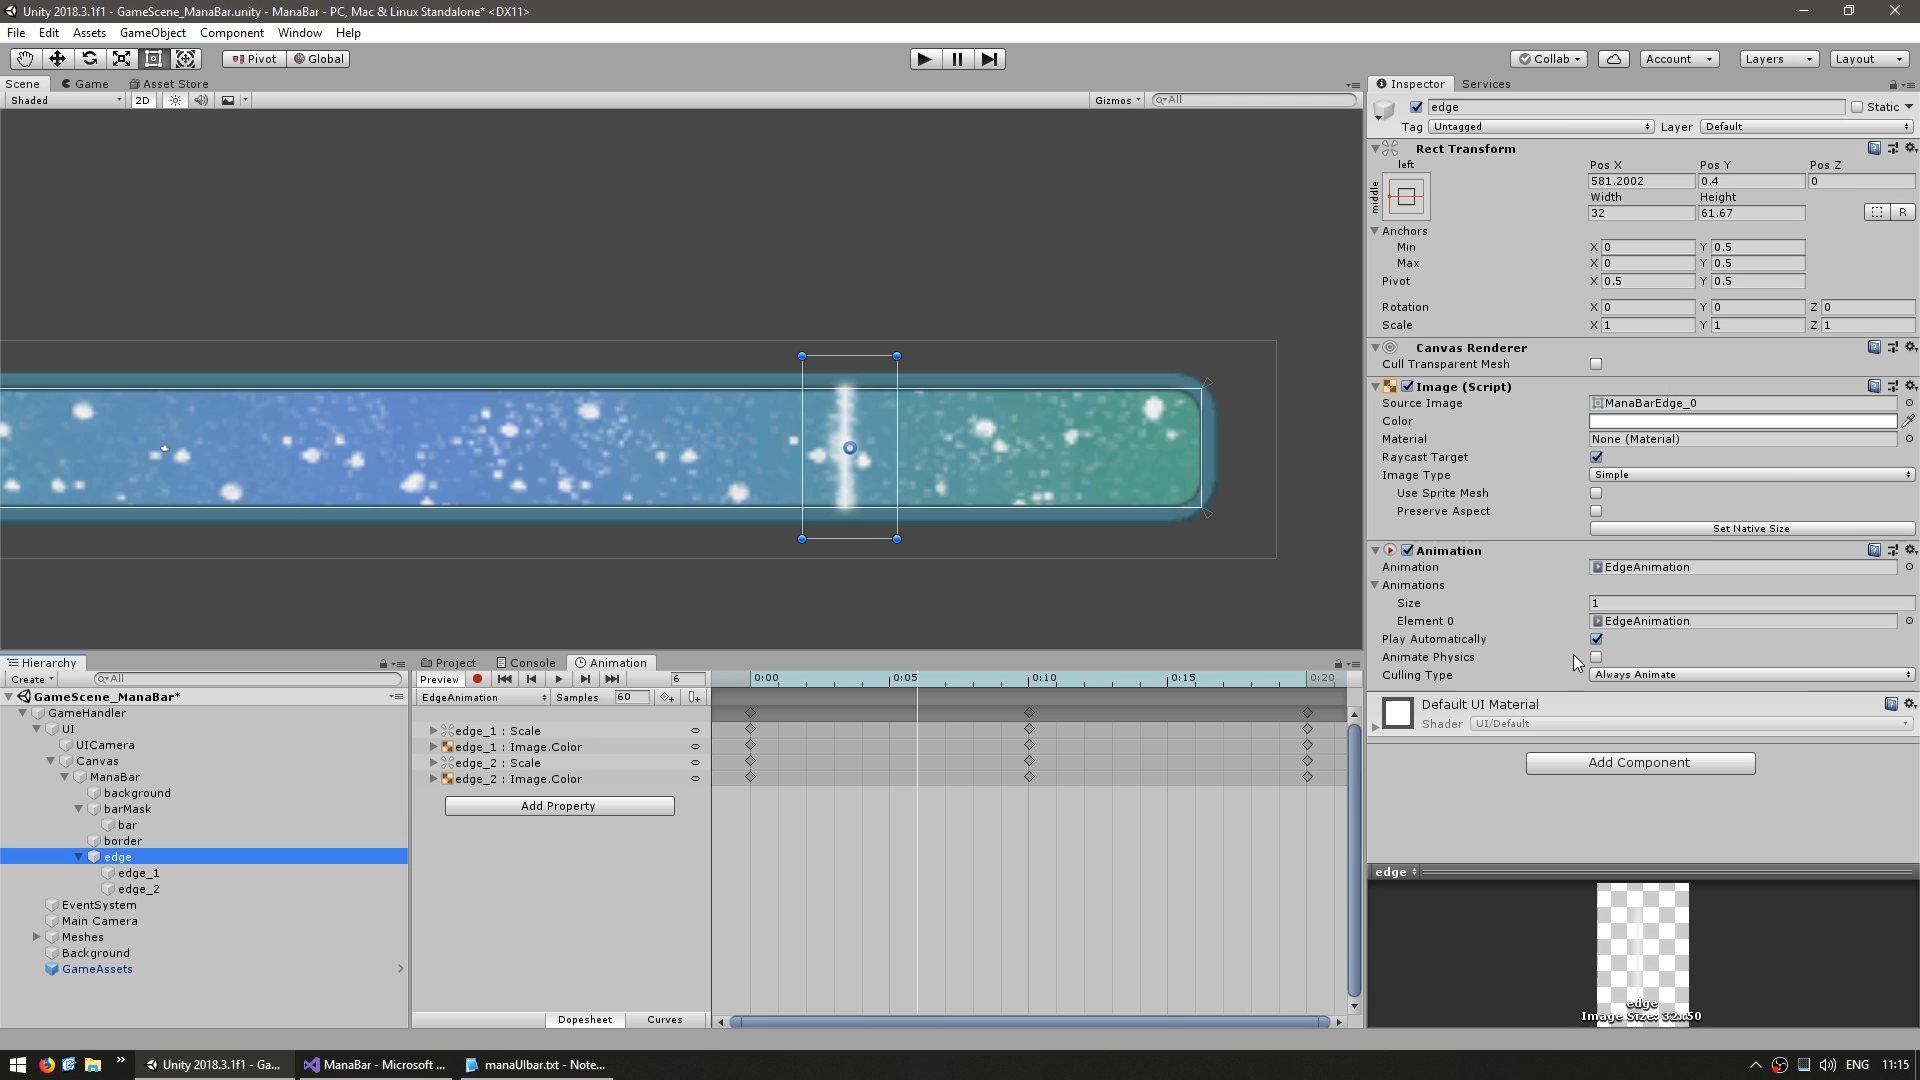 Unity 2018.3.1f1 - GameScene_ManaBar.unity - ManaBar - PC, Mac & Linux Standalone* <DX11>
File Edit Assets GameObject Component Window Help
Pivot Global Collab Account Layers Layout
Scene Game Asset Store
Shaded 2D Gizmos All
Inspector Services
edge Static
Tag Untagged Layer Default
Rect Transform
left Pos X Pos Y Pos Z
middle 581.2002 0.4 0
Width Height
32 61.67 R
Anchors
Min X 0 Y 0.5
Max X 0 Y 0.5
Pivot X 0.5 Y 0.5
Rotation X 0 Y 0 Z 0
Scale X 1 Y 1 Z 1
Canvas Renderer
Cull Transparent Mesh
Image (Script)
Source Image ManaBarEdge_0
Color
Material None (Material)
Raycast Target
Image Type Simple
Use Sprite Mesh
Preserve Aspect
Set Native Size
Animation
Animation EdgeAnimation
Animations
Size 1
Element 0 EdgeAnimation
Play Automatically
Animate Physics
Culling Type Always Animate
Default UI Material
Shader UI/Default
Add Component
edge
edge
Image Size: 32x50
Hierarchy
Create All
GameScene_ManaBar*
GameHandler
UI
UICamera
Canvas
ManaBar
background
barMask
bar
border
edge
edge_1
edge_2
EventSystem
Main Camera
Meshes
Background
GameAssets
Project Console Animation
Preview 6 0:00 0:05 0:10 0:15 0:20
EdgeAnimation Samples 60
edge_1 : Scale
edge_1 : Image.Color
edge_2 : Scale
edge_2 : Image.Color
Add Property
Dopesheet Curves
Unity 2018.3.1f1 - Ga... ManaBar - Microsoft ... manaUIbar.txt - Note... ENG 11:15